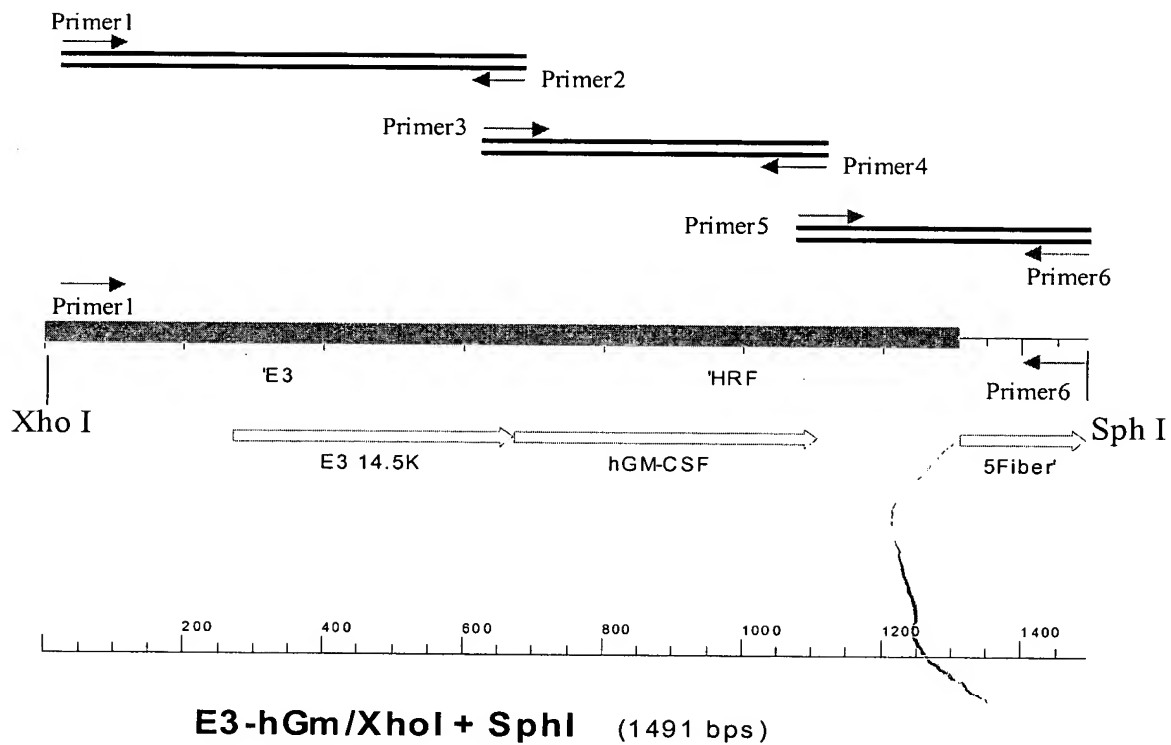 Primer1
Primer2
Primer3
Primer4
Primer5
Primer6
Primer1
'E3
'HRF
Primer6
Xho I
Sph I
E3 14.5K
hGM-CSF
5Fiber'
200 400 600 800 1000 1200 1400
E3-hGm/XhoI + SphI (1491 bps)